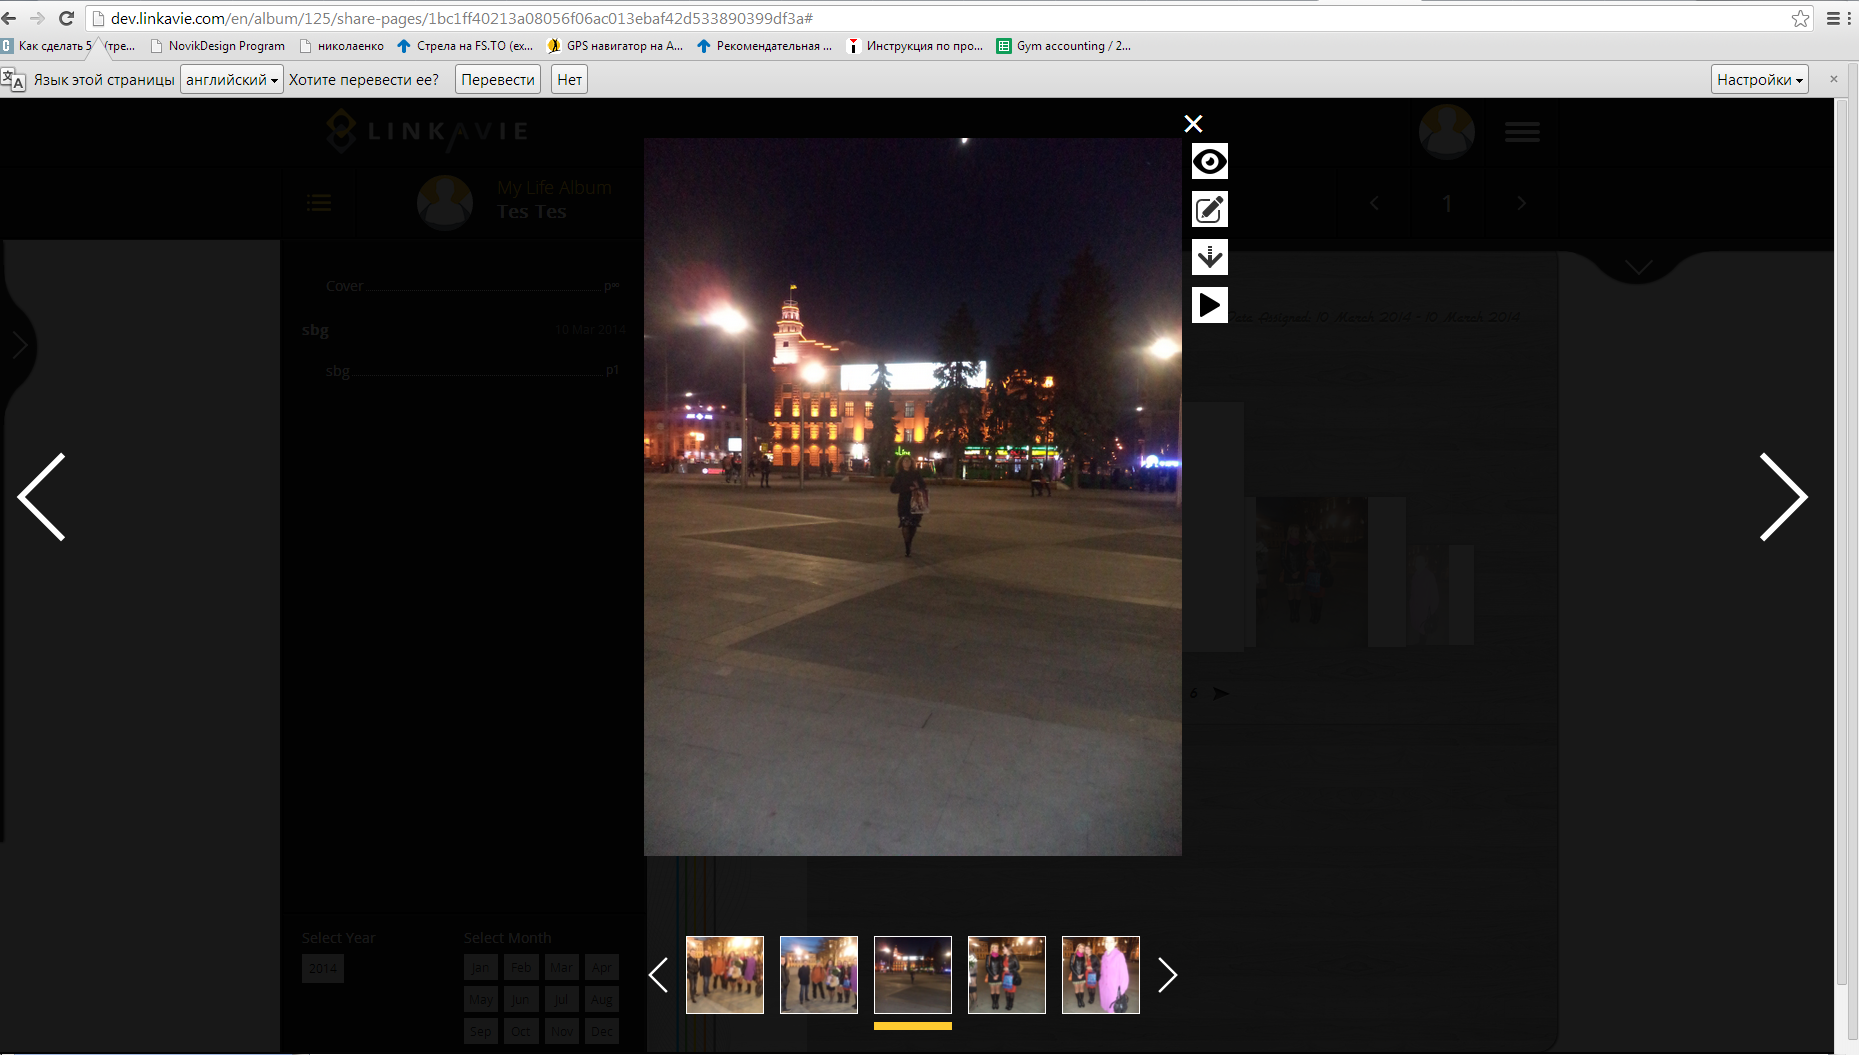 dev.linkavie.com/en/album/125/share-pages/1bc1ff40213a08056f06ac013ebaf42d533890399df3a#
Как сделать 5 (тре... NovikDesign Program николаенко Стрела на FS.TO (ex... GPS навигатор на А... Рекомендательная ... Инструкция по про... Gym accounting / 2...
Язык этой страницы английский Хотите перевести ее? Перевести Нет Настройки
LINKAVIE
My Life Album
Tes Tes
1
Cover p∞
sbg 10 Mar 2014
sbg p1
Date Assigned: 10 March 2014 - 10 March 2014
6
Select Year Select Month
2014 Jan Feb Mar Apr
May Jun Jul Aug
Sep Oct Nov Dec